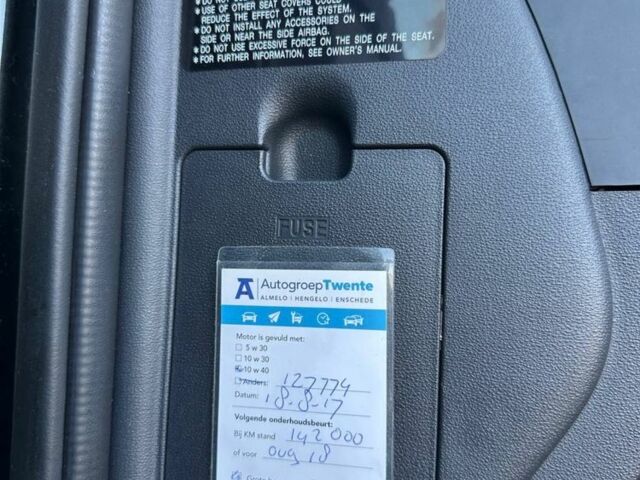 • USE OF OTHER SEAT COVERS COULD
REDUCE THE EFFECT OF THE SYSTEM.
• DO NOT INSTALL ANY ACCESSORIES ON THE
SIDE OR NEAR THE SIDE AIRBAG.
• DO NOT USE EXCESSIVE FORCE ON THE SIDE OF THE SEAT.
• FOR FURTHER INFORMATION, SEE OWNER'S MANUAL.
FUSE
A AutogroepTwente
ALMELO | HENGELO | ENSCHEDE
Motor is gevuld met:
5 w 30
10 w 30
10 w 40
Anders: 127774
Datum: 18-8-17
Volgende onderhoudsbeurt:
Bij KM stand 142000
of voor aug 18